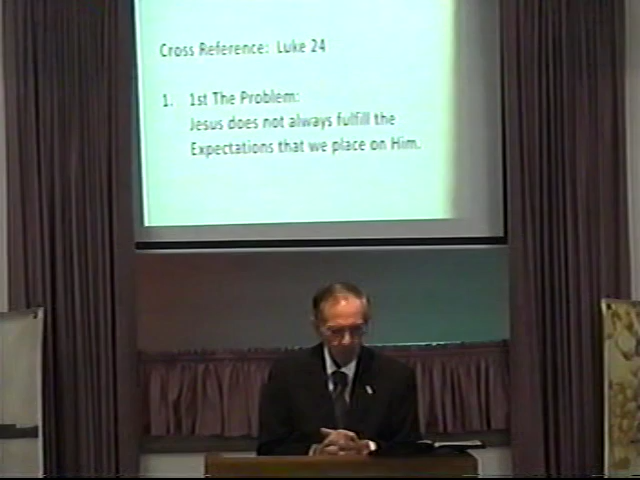 Cross Reference: Luke 24
1. 1st The Problem:
Jesus does not always fulfill the
Expectations that we place on Him.